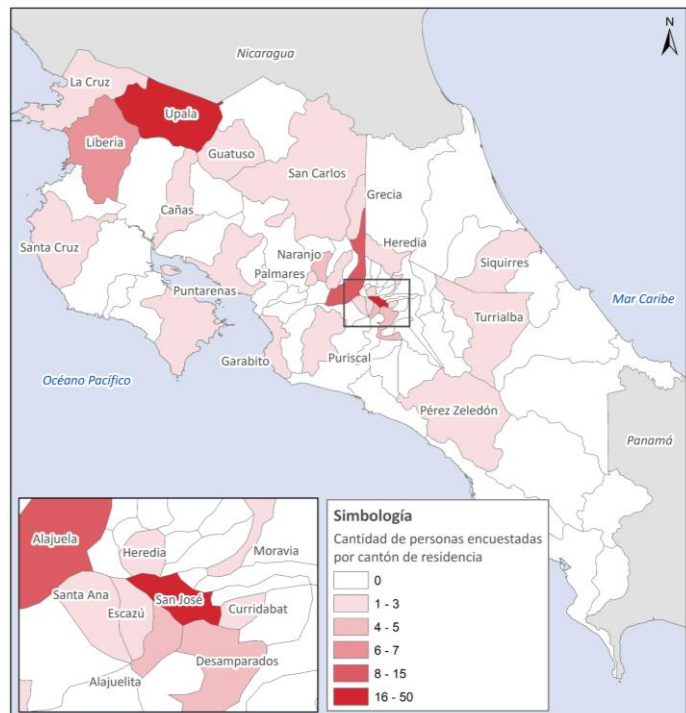 Nicaragua
N
La Cruz
Upala
Liberia
Guatuso
San Carlos
Grecia
Cañas
Santa Cruz
Naranjo
Heredia
Palmares
Siquirres
Puntarenas
Turrialba
Mar Caribe
Garabito
Puriscal
Océano Pacífico
Pérez Zeledón
Panamá
Alajuela
Heredia
Moravia
Santa Ana
San José
Escazú
Curridabat
Desamparados
Alajuelita
Simbología
Cantidad de personas encuestadas
por cantón de residencia
0
1 - 3
4 - 5
6 - 7
8 - 15
16 - 50